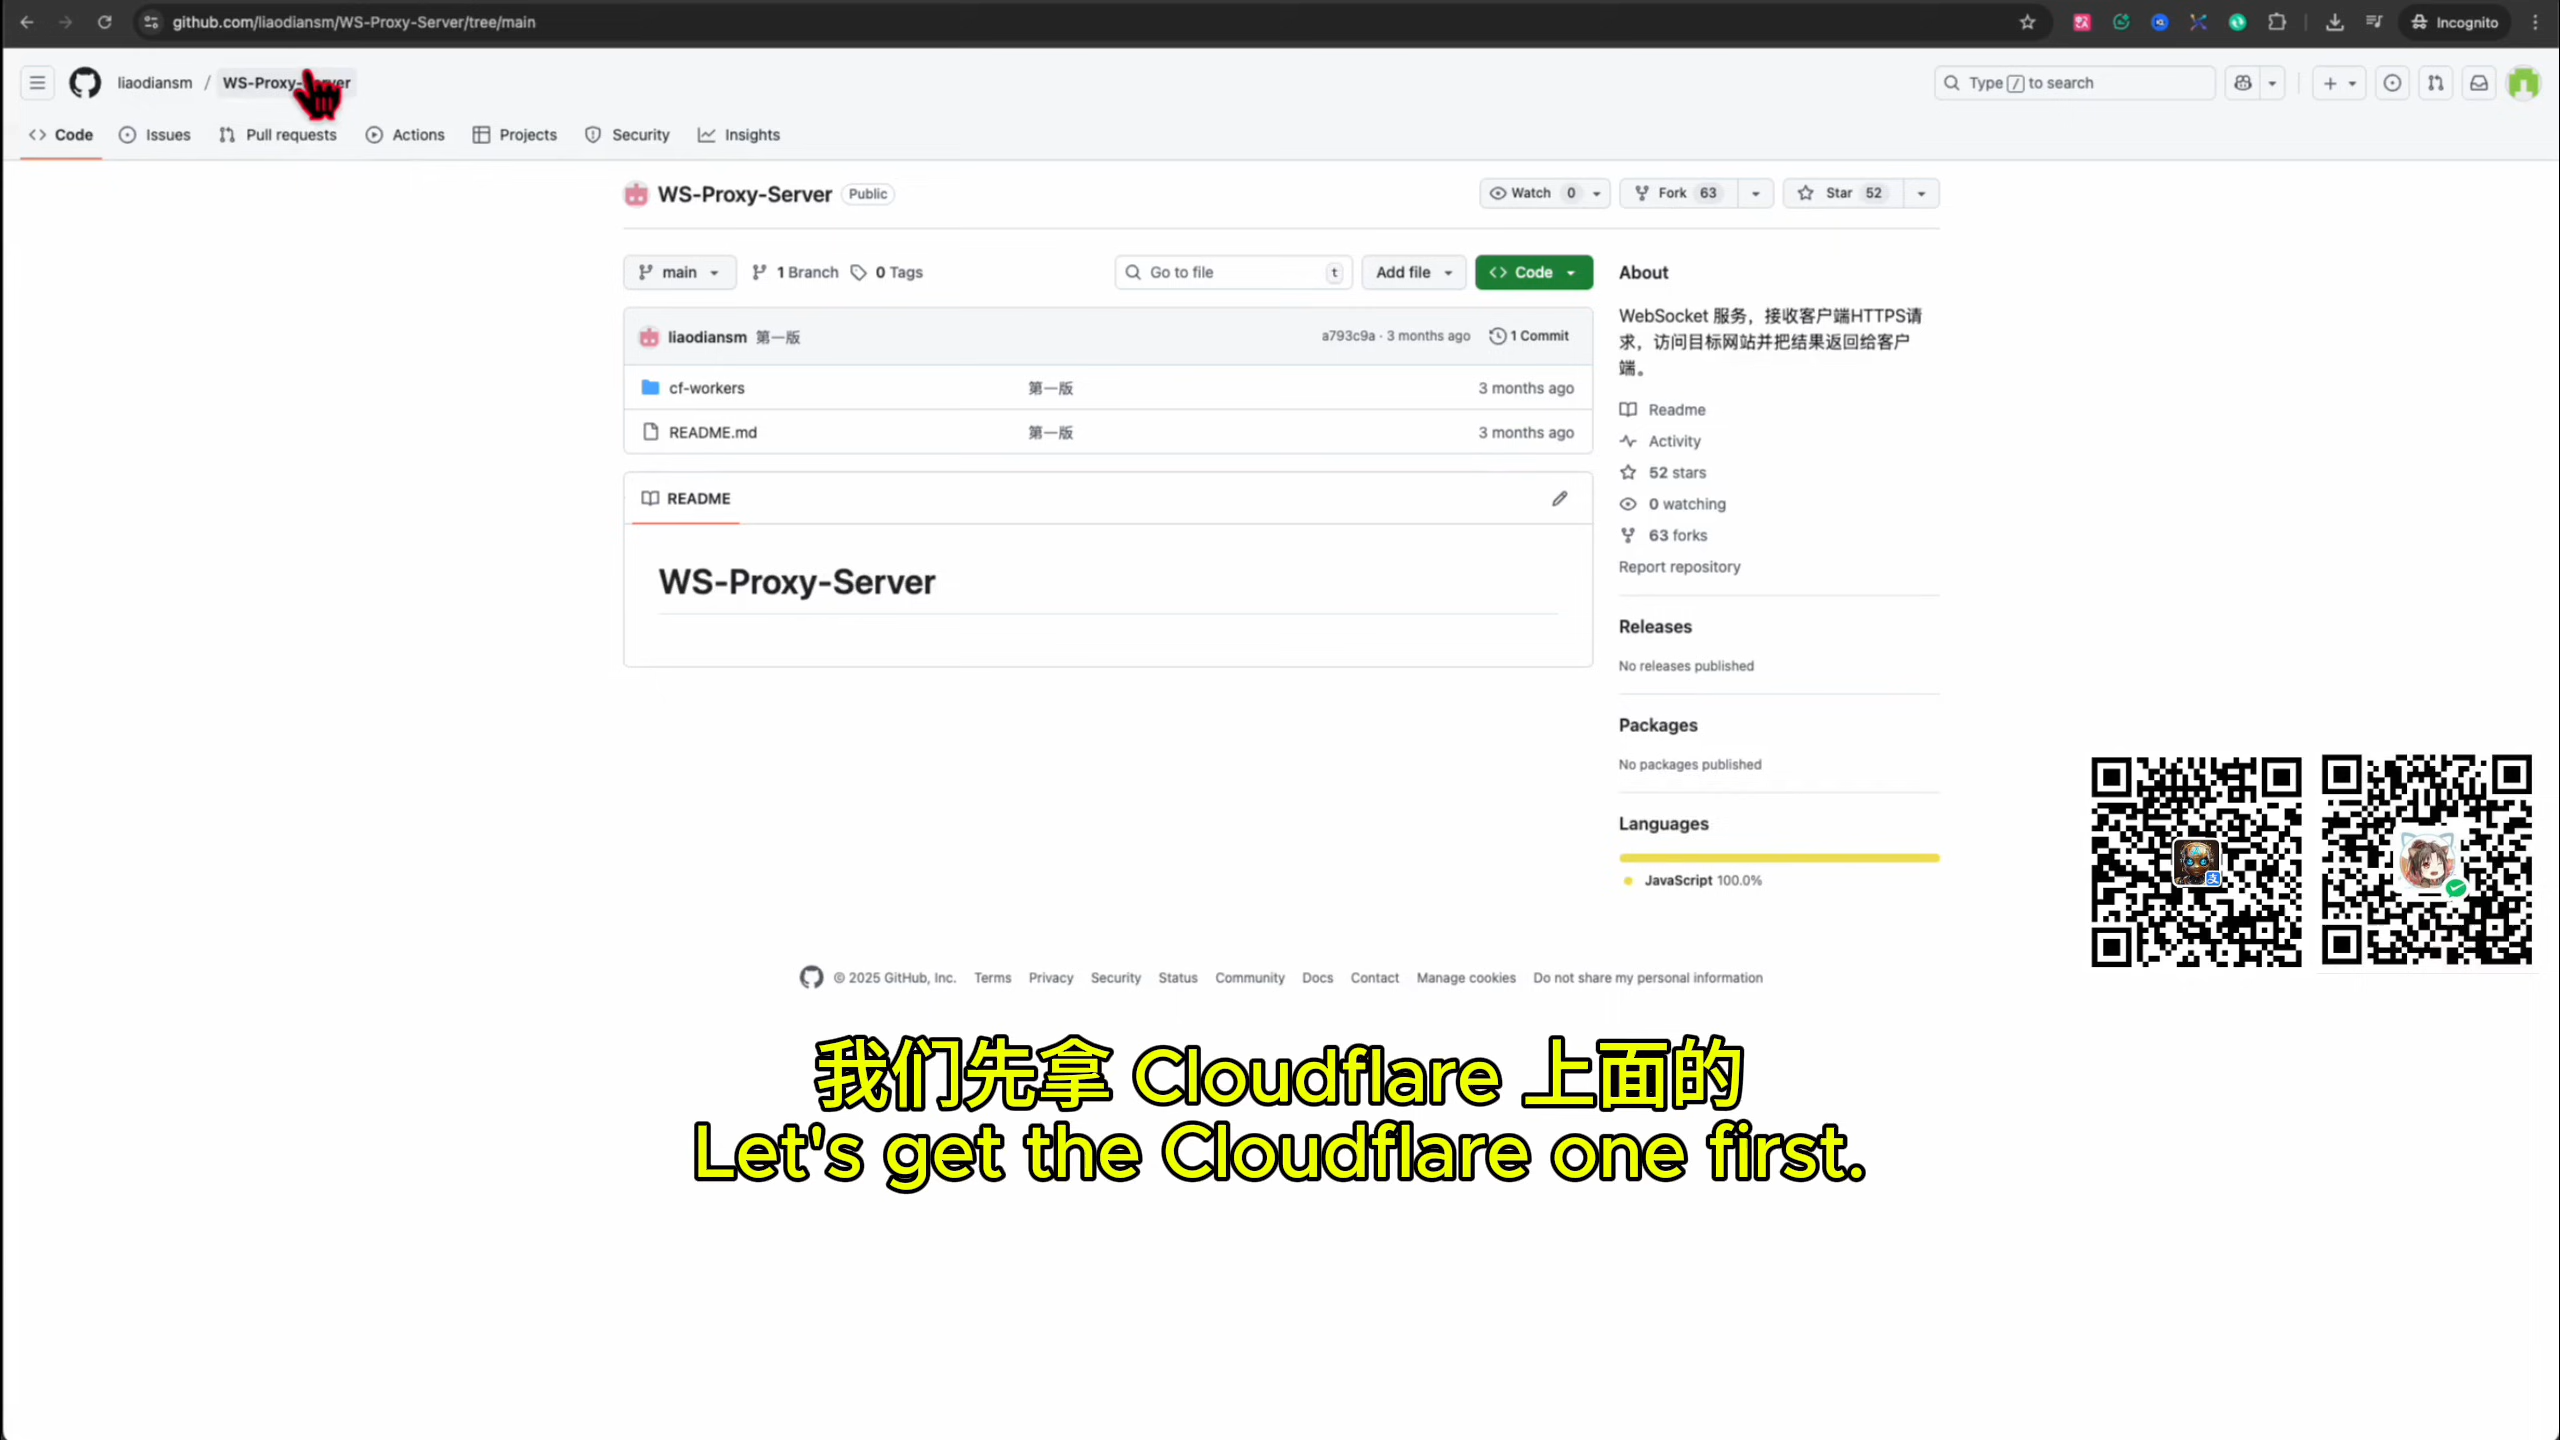 github.com/liaodiansm/WS-Proxy-Server/tree/main
Incognito
liaodiansm / WS-Proxy-Server
Type / to search
Code
Issues
Pull requests
Actions
Projects
Security
Insights
WS-Proxy-Server Public
Watch 0
Fork 63
Star 52
main
1 Branch
0 Tags
Go to file t
Add file
Code
liaodiansm 第一版
a793c9a · 3 months ago
1 Commit
cf-workers 第一版 3 months ago
README.md 第一版 3 months ago
README
WS-Proxy-Server
About
WebSocket 服务，接收客户端HTTPS请
求，访问目标网站并把结果返回给客户
端。
Readme
Activity
52 stars
0 watching
63 forks
Report repository
Releases
No releases published
Packages
No packages published
Languages
JavaScript 100.0%
支
© 2025 GitHub, Inc. Terms Privacy Security Status Community Docs Contact Manage cookies Do not share my personal information
我们先拿 Cloudflare 上面的
Let's get the Cloudflare one first.